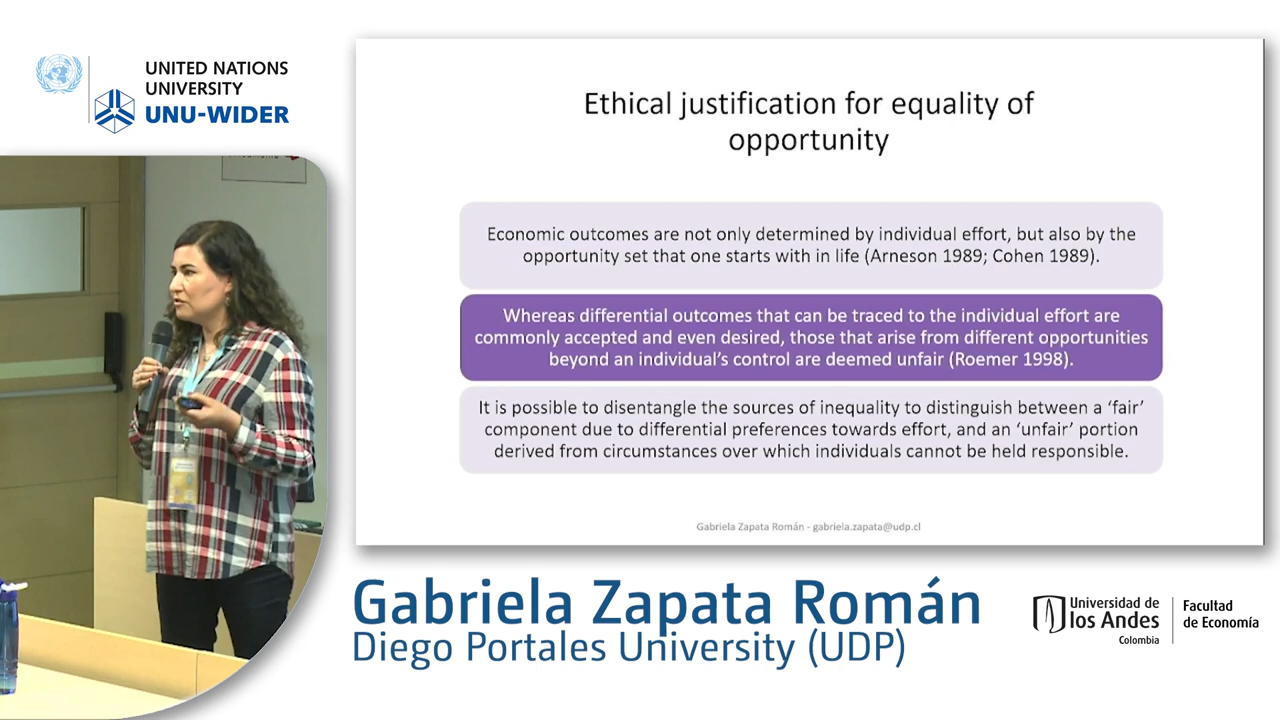 UNITED NATIONS
UNIVERSITY
UNU-WIDER
Ethical justification for equality of
opportunity
Economic outcomes are not only determined by individual effort, but also by the
opportunity set that one starts with in life (Arneson 1989; Cohen 1989).
Whereas differential outcomes that can be traced to the individual effort are
commonly accepted and even desired, those that arise from different opportunities
beyond an individual's control are deemed unfair (Roemer 1998).
It is possible to disentangle the sources of inequality to distinguish between a ‘fair’
component due to differential preferences towards effort, and an ‘unfair’ portion
derived from circumstances over which individuals cannot be held responsible.
Gabriela Zapata Román - gabriela.zapata@udp.cl
Gabriela Zapata Román
Diego Portales University (UDP)
Universidad de
los Andes
Colombia
Facultad
de Economía